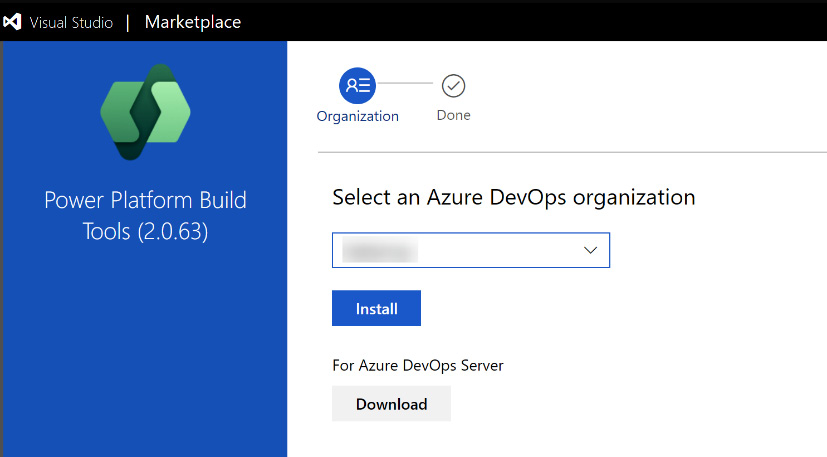 Visual Studio | Marketplace
Power Platform Build
Tools (2.0.63)
Organization
Done
Select an Azure DevOps organization
Install
For Azure DevOps Server
Download